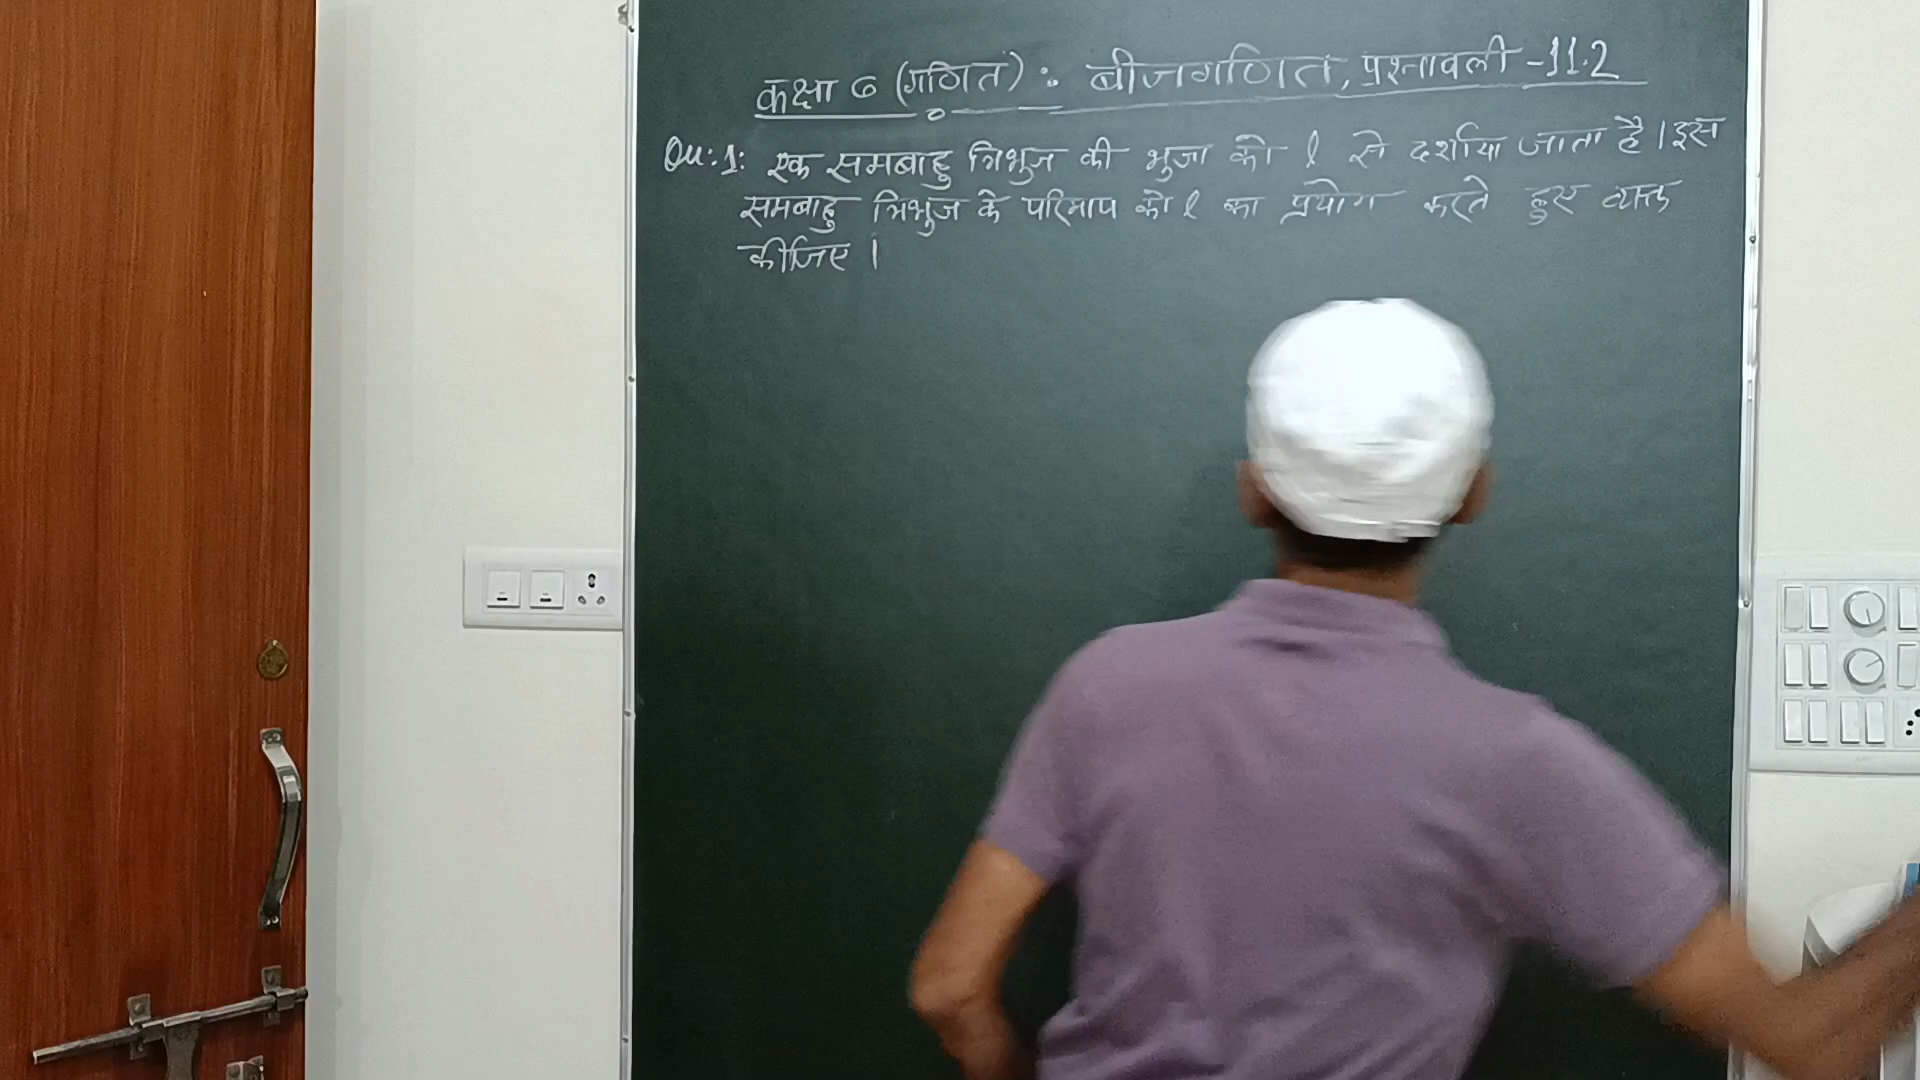 कक्षा 6 (गणित) : बीजगणित, प्रश्नावली -11.2
Qu:1: एक समबाहु त्रिभुज की भुजा को l से दर्शाया जाता है। इस
समबाहु त्रिभुज के परिमाप को l का प्रयोग करते हुए व्यक्त
कीजिए।